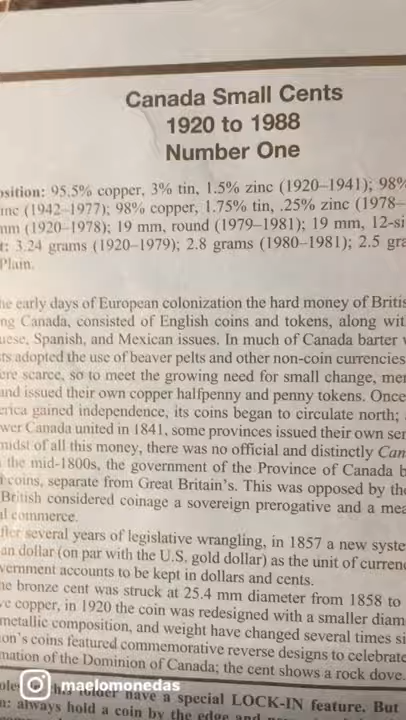 Canada Small Cents
1920 to 1988
Number One
osition: 95.5% copper, 3% tin, 1.5% zinc (1920–1941); 98%
inc (1942–1977); 98% copper, 1.75% tin, .25% zinc (1978–
mm (1920–1978); 19 mm, round (1979–1981); 19 mm, 12-si
t: 3.24 grams (1920–1979); 2.8 grams (1980–1981); 2.5 gra
Plain.
he early days of European colonization the hard money of Britis
ng Canada, consisted of English coins and tokens, along wit
uese, Spanish, and Mexican issues. In much of Canada barter
ts adopted the use of beaver pelts and other non-coin currencies
ere scarce, so to meet the growing need for small change, mer
and issued their own copper halfpenny and penny tokens. Once
erica gained independence, its coins began to circulate north;
wer Canada united in 1841, some provinces issued their own ser
midst of all this money, there was no official and distinctly Can
the mid-1800s, the government of the Province of Canada b
coins, separate from Great Britain's. This was opposed by the
British considered coinage a sovereign prerogative and a mea
al commerce.
fter several years of legislative wrangling, in 1857 a new syste
an dollar (on par with the U.S. gold dollar) as the unit of curren
vernment accounts to be kept in dollars and cents.
he bronze cent was struck at 25.4 mm diameter from 1858 to
ve copper, in 1920 the coin was redesigned with a smaller diam
metallic composition, and weight have changed several times si
ion's coins featured commemorative reverse designs to celebrate
mation of the Dominion of Canada; the cent shows a rock dove.
maelomonedas
holder have a special LOCK-IN feature. But
n: always hold a coin by the edge and